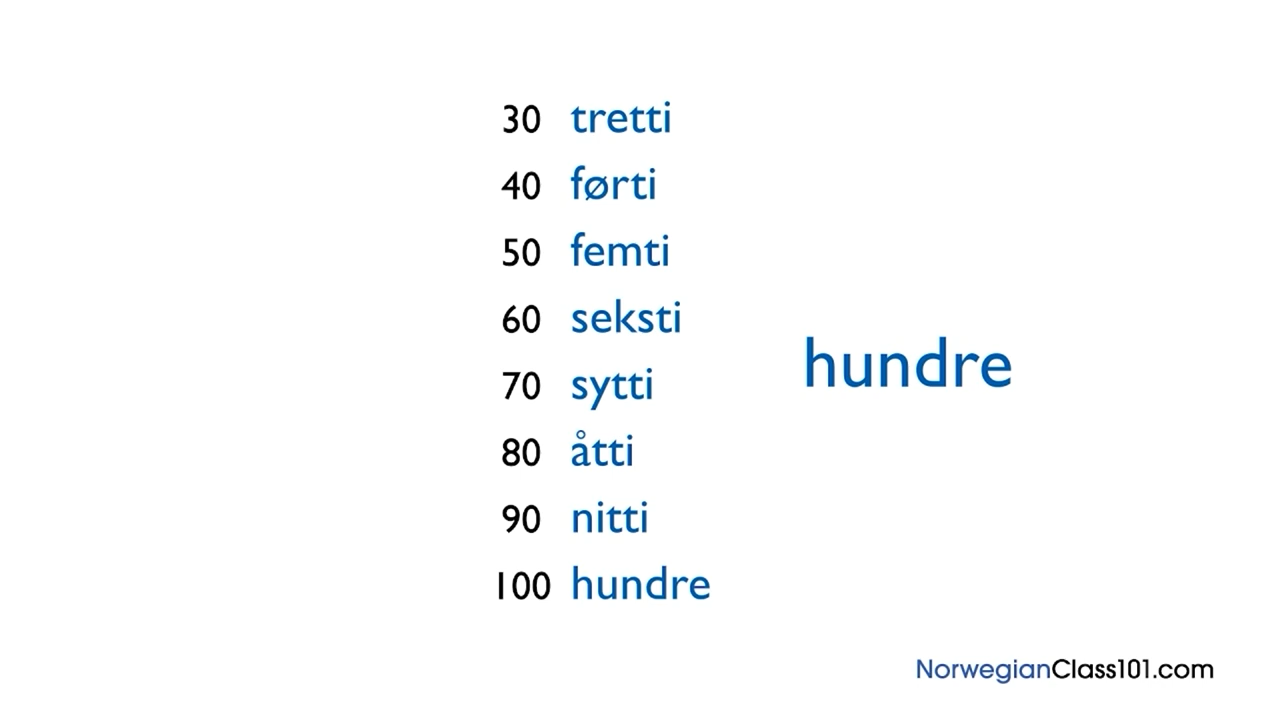 30 tretti
40 førti
50 femti
60 seksti
70 sytti
80 åtti
90 nitti
100 hundre
hundre
NorwegianClass101.com